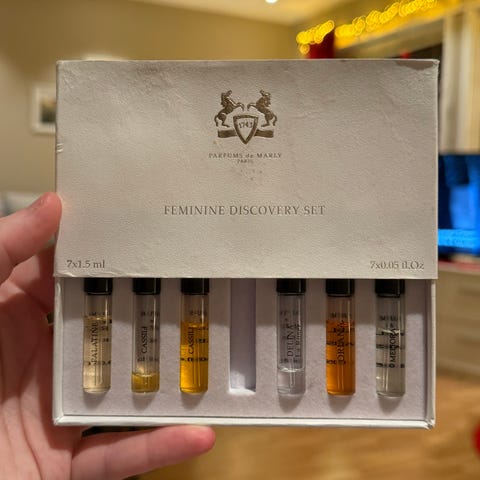 1743
PARFUMS de MARLY
PARIS
FEMININE DISCOVERY SET
7x1.5 ml
7x0.05 fl.Oz
PALATINE
CASSILI
CASSILI
DELINA
ORIANA
MELIORA